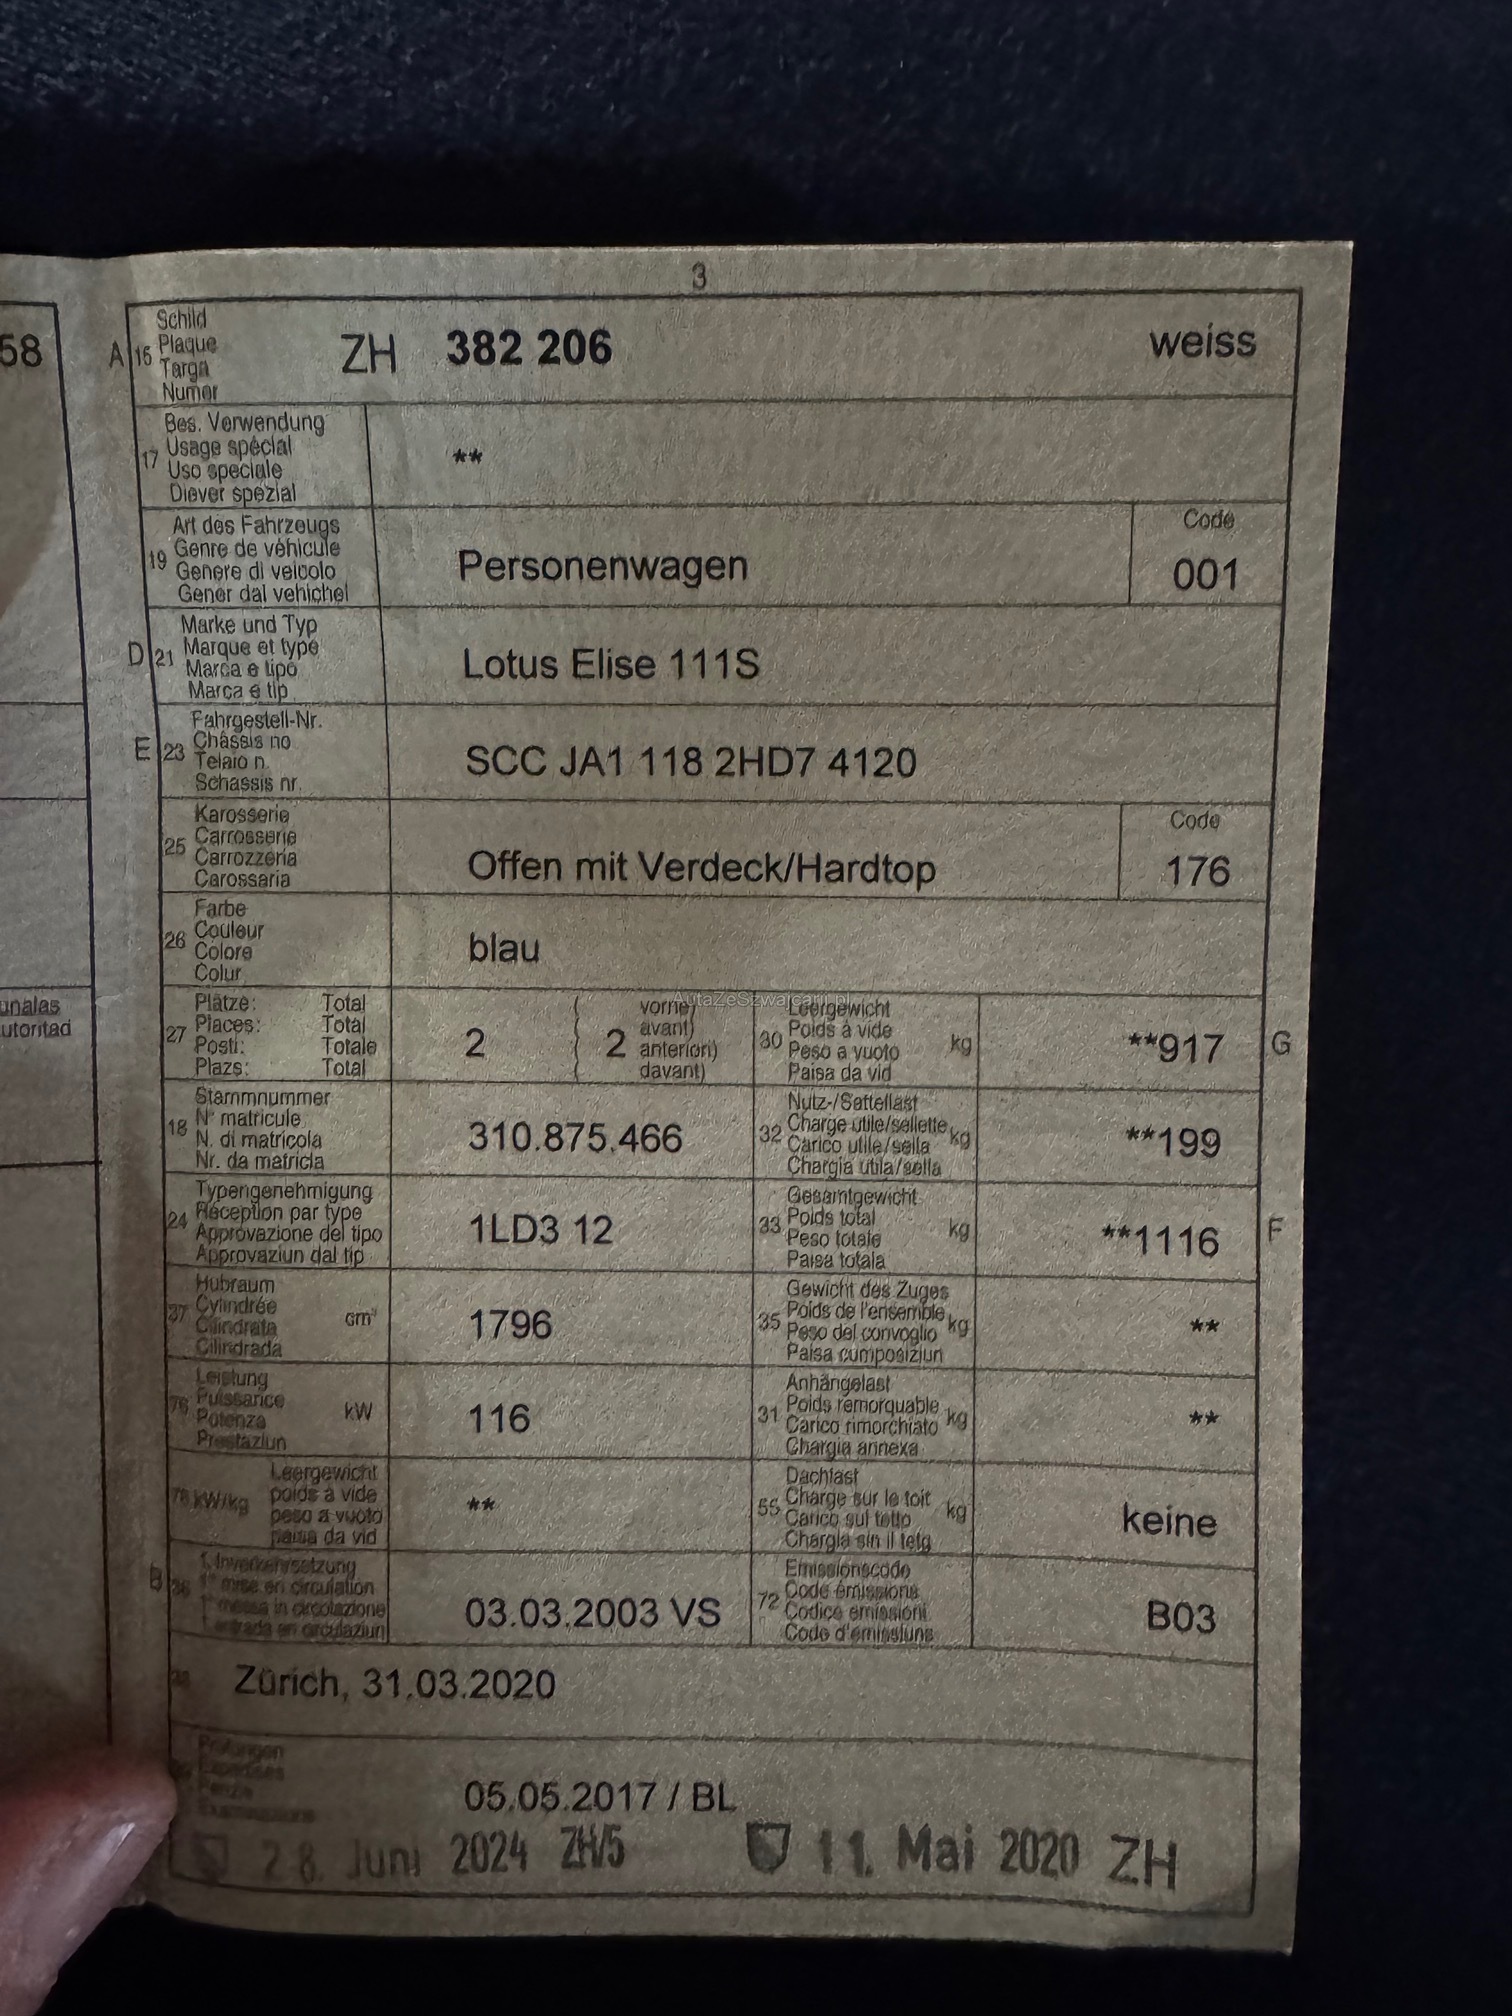 3
58
A 15 Schild
Plaque
Targa
Numer
ZH 382 206 weiss
17 Bes. Verwendung
Usage spécial
Uso speciale
Diever spezial
**
19 Art des Fahrzeugs
Genre de véhicule
Genere di veicolo
Gener dal vehichel
Personenwagen
Code
001
D 21 Marke und Typ
Marque et type
Marca e tipo
Marca e tip
Lotus Elise 111S
E 23 Fahrgestell-Nr.
Châssis no
Telaio n.
Schassis nr.
SCC JA1 118 2HD7 4120
25 Karosserie
Carrosserie
Carrozzeria
Carossaria
Offen mit Verdeck/Hardtop
Code
176
26 Farbe
Couleur
Colore
Colur
blau
AutaZeSzwajcarii.pl
unalas
utoritad
27 Plätze: Total
Places: Total
Posti: Totale
Plazs: Total
2 ( 2 vorne)
avant)
anteriori)
davant)
30 Leergewicht
Poids à vide
Peso a vuoto
Paisa da vid
kg
**917 G
18 Stammnummer
N° matricule
N. di matricola
Nr. da matricla
310.875.466
32 Nutz-/Sattellast
Charge utile/sellette
Carico utile/sella
Chargia utila/sella
kg
**199
24 Typengenehmigung
Réception par type
Approvazione del tipo
Approvaziun dal tip
1LD3 12
33 Gesamtgewicht
Poids total
Peso totale
Paisa totala
kg
**1116 F
37 Hubraum
Cylindrée
Cilindrata
Cilindrada
cm³
1796
35 Gewicht des Zuges
Poids de l'ensemble
Peso del convoglio
Paisa cumposiziun
kg
**
76 Leistung
Puissance
Potenza
Prestaziun
kW
116
31 Anhängelast
Poids remorquable
Carico rimorchiato
Chargia annexa
kg
**
78 kW/kg Leergewicht
poids à vide
peso a vuoto
paisa da vid
**
55 Dachlast
Charge sur le toit
Carico sul tetto
Chargia sin il tetg
kg
keine
B 36 1. Inverkehrsetzung
1re mise en circulation
1a messa in circolazione
1. entrada en circulaziun
03.03.2003 VS
72 Emissionscode
Code émissions
Codice emissioni
Code d'emissiuns
B03
38 Zürich, 31.03.2020
Prüfungen
Expertises
05.05.2017 / BL
28. Juni 2024 ZH/5 11. Mai 2020 ZH